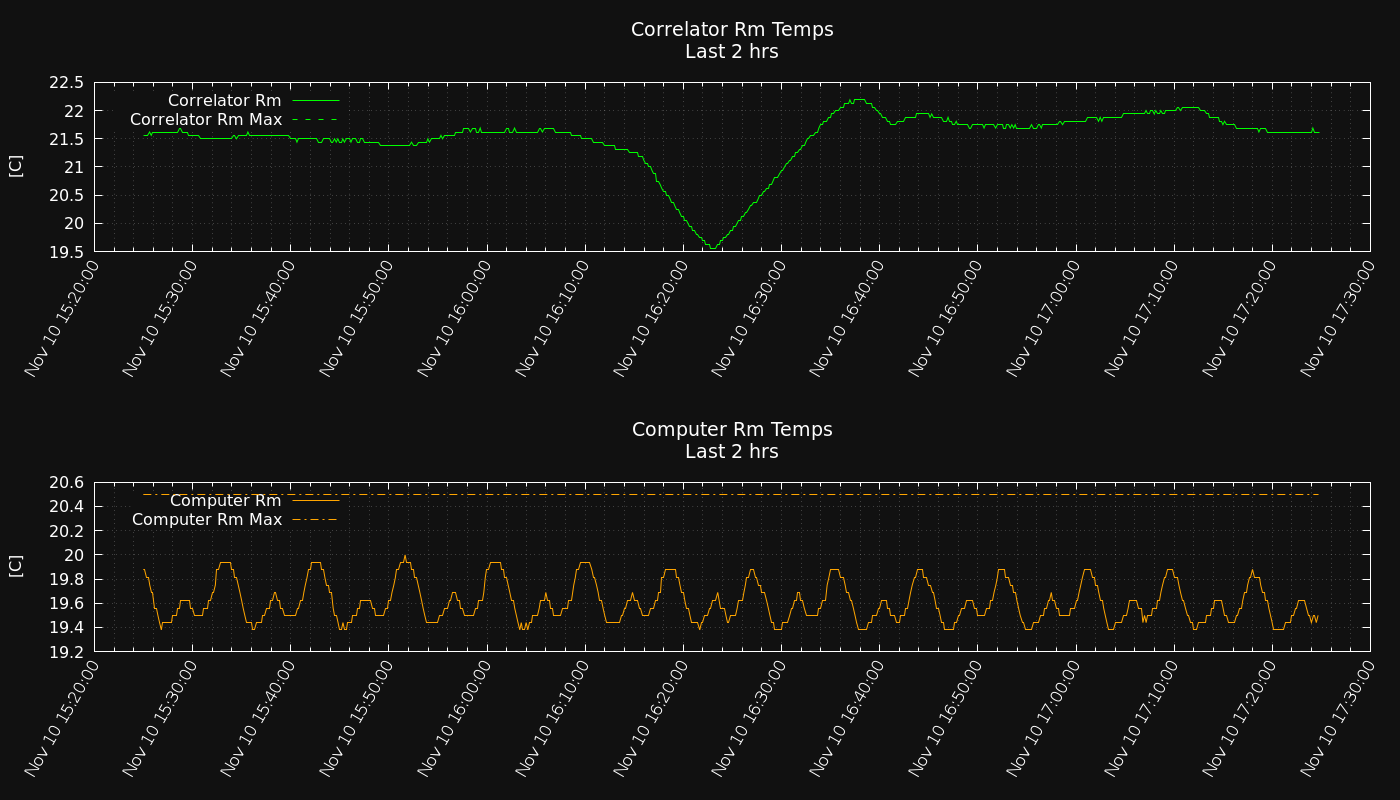 Correlator Rm Temps
Last 2 hrs
[C]
22.5
22
21.5
21
20.5
20
19.5
Correlator Rm
Correlator Rm Max
Nov 10 15:20:00
Nov 10 15:30:00
Nov 10 15:40:00
Nov 10 15:50:00
Nov 10 16:00:00
Nov 10 16:10:00
Nov 10 16:20:00
Nov 10 16:30:00
Nov 10 16:40:00
Nov 10 16:50:00
Nov 10 17:00:00
Nov 10 17:10:00
Nov 10 17:20:00
Nov 10 17:30:00
Computer Rm Temps
Last 2 hrs
[C]
20.6
20.4
20.2
20
19.8
19.6
19.4
19.2
Computer Rm
Computer Rm Max
Nov 10 15:20:00
Nov 10 15:30:00
Nov 10 15:40:00
Nov 10 15:50:00
Nov 10 16:00:00
Nov 10 16:10:00
Nov 10 16:20:00
Nov 10 16:30:00
Nov 10 16:40:00
Nov 10 16:50:00
Nov 10 17:00:00
Nov 10 17:10:00
Nov 10 17:20:00
Nov 10 17:30:00